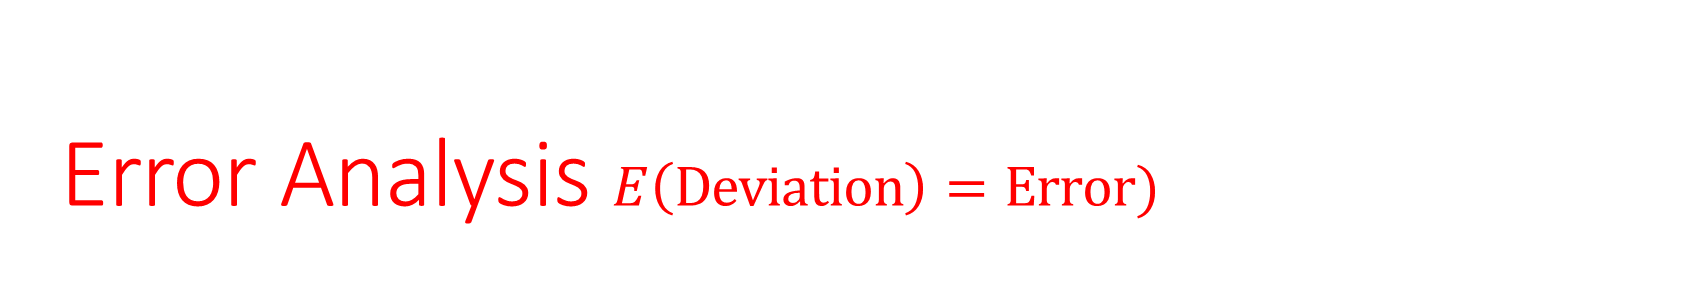 Error Analysis E(Deviation) = Error)